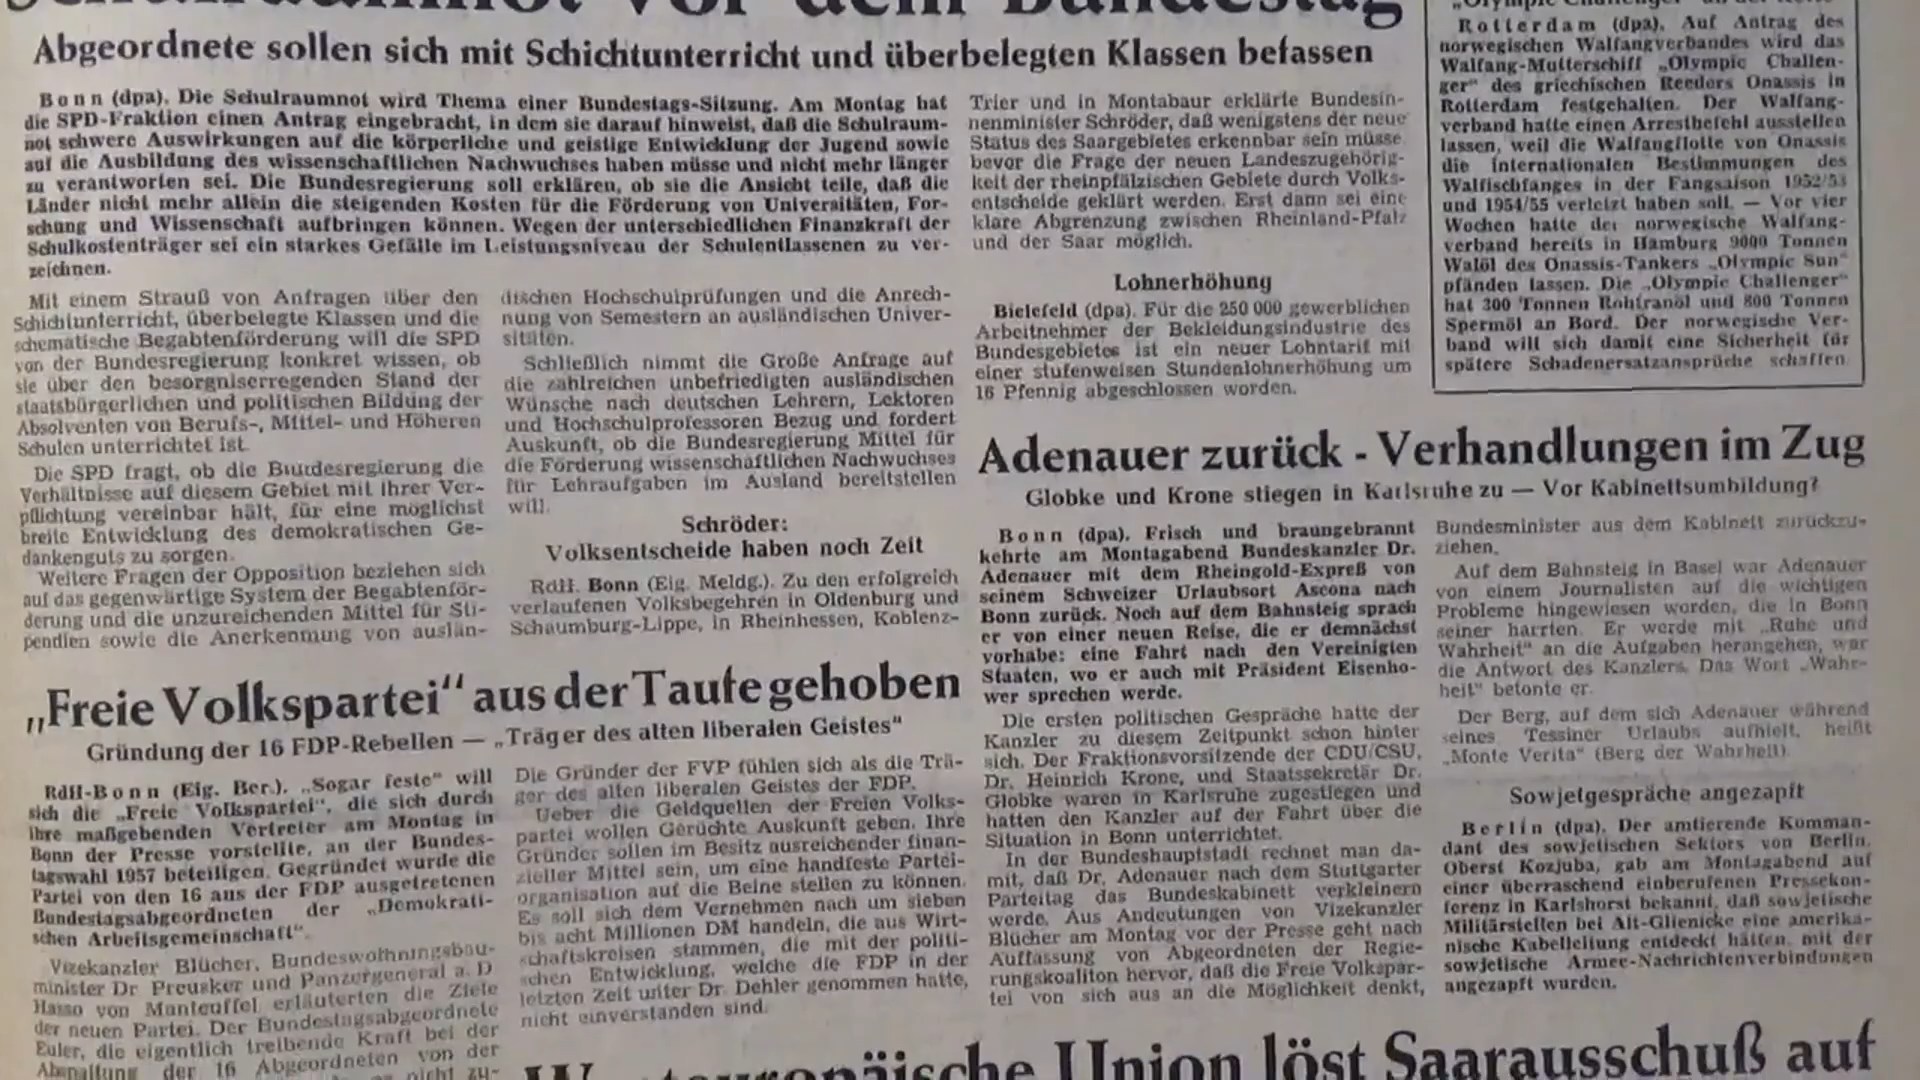 vor dem Bundestag
Abgeordnete sollen sich mit Schichtunterricht und überbelegten Klassen befassen
Bonn (dpa). Die Schulraumnot wird Thema einer Bundestags-Sitzung. Am Montag hat
die SPD-Fraktion einen Antrag eingebracht, in dem sie darauf hinweist, daß die Schulraum-
not schwere Auswirkungen auf die körperliche und geistige Entwicklung der Jugend sowie
auf die Ausbildung des wissenschaftlichen Nachwuchses haben müsse und nicht mehr länger
zu verantworten sei. Die Bundesregierung soll erklären, ob sie die Ansicht teile, daß die
Länder nicht mehr allein die steigenden Kosten für die Förderung von Universitäten, For-
schung und Wissenschaft aufbringen können. Wegen der unterschiedlichen Finanzkraft der
Schulkostenträger sei ein starkes Gefälle im Leistungsniveau der Schulentlassenen zu ver-
zeichnen.
Mit einem Strauß von Anfragen über den
Schichtunterricht, überbelegte Klassen und die
schematische Begabtenförderung will die SPD
von der Bundesregierung konkret wissen, ob
sie über den besorgniserregenden Stand der
staatsbürgerlichen und politischen Bildung der
Absolventen von Berufs-, Mittel- und Höheren
Schulen unterrichtet ist.
Die SPD fragt, ob die Bundesregierung die
Verhältnisse auf diesem Gebiet mit ihrer Ver-
pflichtung vereinbar hält, für eine möglichst
breite Entwicklung des demokratischen Ge-
dankenguts zu sorgen.
Weitere Fragen der Opposition beziehen sich
auf das gegenwärtige System der Begabtenför-
derung und die unzureichenden Mittel für Sti-
pendien sowie die Anerkennung von auslän-
dischen Hochschulprüfungen und die Anrech-
nung von Semestern an ausländischen Univer-
sitäten.
Schließlich nimmt die Große Anfrage auf
die zahlreichen unbefriedigten ausländischen
Wünsche nach deutschen Lehrern, Lektoren
und Hochschulprofessoren Bezug und fordert
Auskunft, ob die Bundesregierung Mittel für
die Förderung wissenschaftlichen Nachwuchses
für Lehraufgaben im Ausland bereitstellen
will.
Schröder:
Volksentscheide haben noch Zeit
RdH. Bonn (Eig. Meldg.). Zu den erfolgreich
verlaufenen Volksbegehren in Oldenburg und
Schaumburg-Lippe, in Rheinhessen, Koblenz-
Trier und in Montabaur erklärte Bundesin-
nenminister Schröder, daß wenigstens der neue
Status des Saargebietes erkennbar sein müsse
bevor die Frage der neuen Landeszugehörig-
keit der rheinpfälzischen Gebiete durch Volks-
entscheide geklärt werden. Erst dann sei eine
klare Abgrenzung zwischen Rheinland-Pfalz
und der Saar möglich.
Lohnerhöhung
Bielefeld (dpa). Für die 250 000 gewerblichen
Arbeitnehmer der Bekleidungsindustrie des
Bundesgebietes ist ein neuer Lohntarif mit
einer stufenweisen Stundenlohnerhöhung um
16 Pfennig abgeschlossen worden.
Rotterdam (dpa). Auf Antrag des
norwegischen Walfangverbandes wird das
Walfang-Mutterschiff „Olympic Challen-
ger" des griechischen Reeders Onassis in
Rotterdam festgehalten. Der Walfang-
verband hatte einen Arrestbefehl ausstellen
lassen, weil die Walfangflotte von Onassis
die internationalen Bestimmungen des
Walfischfanges in der Fangsaison 1952/53
und 1954/55 verletzt haben soll. — Vor vier
Wochen hatte der norwegische Walfang-
verband bereits in Hamburg 9000 Tonnen
Walöl des Onassis-Tankers „Olympic Sun"
pfänden lassen. Die „Olympic Challenger"
hat 300 Tonnen Rohtranöl und 800 Tonnen
Spermöl an Bord. Der norwegische Ver-
band will sich damit eine Sicherheit für
spätere Schadenersatzansprüche schaffen.
Adenauer zurück - Verhandlungen im Zug
Globke und Krone stiegen in Karlsruhe zu — Vor Kabinettsumbildung?
Bonn (dpa). Frisch und braungebrannt
kehrte am Montagabend Bundeskanzler Dr.
Adenauer mit dem Rheingold-Expreß von
seinem Schweizer Urlaubsort Ascona nach
Bonn zurück. Noch auf dem Bahnsteig sprach
er von einer neuen Reise, die er demnächst
vorhabe: eine Fahrt nach den Vereinigten
Staaten, wo er auch mit Präsident Eisenho-
wer sprechen werde.
Die ersten politischen Gespräche hatte der
Kanzler zu diesem Zeitpunkt schon hinter
sich. Der Fraktionsvorsitzende der CDU/CSU,
Dr. Heinrich Krone, und Staatssekretär Dr.
Globke waren in Karlsruhe zugestiegen und
hatten den Kanzler auf der Fahrt über die
Situation in Bonn unterrichtet.
In der Bundeshauptstadt rechnet man da-
mit, daß Dr. Adenauer nach dem Stuttgarter
Parteitag das Bundeskabinett verkleinern
werde. Aus Andeutungen von Vizekanzler
Blücher am Montag vor der Presse geht nach
Auffassung von Abgeordneten der Regie-
rungskoaliton hervor, daß die Freie Volkspar-
tei von sich aus an die Möglichkeit denkt,
Bundesminister aus dem Kabinett zurückzu-
ziehen.
Auf dem Bahnsteig in Basel war Adenauer
von einem Journalisten auf die wichtigen
Probleme hingewiesen worden, die in Bonn
seiner harrten. Er werde mit „Ruhe und
Wahrheit" an die Aufgaben herangehen, war
die Antwort des Kanzlers. Das Wort „Wahr-
heit" betonte er.
Der Berg, auf dem sich Adenauer während
seines Tessiner Urlaubs aufhielt, heißt
„Monte Verita" (Berg der Wahrheit).
Sowjetgespräche angezapft
Berlin (dpa). Der amtierende Komman-
dant des sowjetischen Sektors von Berlin,
Oberst Kozjuba, gab am Montagabend auf
einer überraschend einberufenen Pressekon-
ferenz in Karlshorst bekannt, daß sowjetische
Militärstellen bei Alt-Glienicke eine amerika-
nische Kabelleitung entdeckt hätten, mit der
sowjetische Armee-Nachrichtenverbindungen
angezapft wurden.
„Freie Volkspartei" aus der Taufe gehoben
Gründung der 16 FDP-Rebellen — „Träger des alten liberalen Geistes"
RdH-Bonn (Eig. Ber.). „Sogar feste" will
sich die „Freie Volkspartei", die sich durch
ihre maßgebenden Vertreter am Montag in
Bonn der Presse vorstellte, an der Bundes-
tagswahl 1957 beteiligen. Gegründet wurde die
Partei von den 16 aus der FDP ausgetretenen
Bundestagsabgeordneten der „Demokrati-
schen Arbeitsgemeinschaft".
Vizekanzler Blücher, Bundeswohnungsbau-
minister Dr Preusker und Panzergeneral a. D
Hasso von Manteuffel erläuterten die Ziele
der neuen Partei. Der Bundestagsabgeordnete
Euler, die eigentlich treibende Kraft bei der
Abspaltung der 16 Abgeordneten von der
nicht zu-
Die Gründer der FVP fühlen sich als die Trä-
ger des alten liberalen Geistes der FDP.
Ueber die Geldquellen der Freien Volks-
partei wollen Gerüchte Auskunft geben. Ihre
Gründer sollen im Besitz ausreichender finan-
zieller Mittel sein, um eine handfeste Partei-
organisation auf die Beine stellen zu können.
Es soll sich dem Vernehmen nach um sieben
bis acht Millionen DM handeln, die aus Wirt-
schaftskreisen stammen, die mit der politi-
schen Entwicklung, welche die FDP in der
letzten Zeit unter Dr. Dehler genommen hatte,
nicht einverstanden sind.
Westeuropäische Union löst Saarausschuß auf